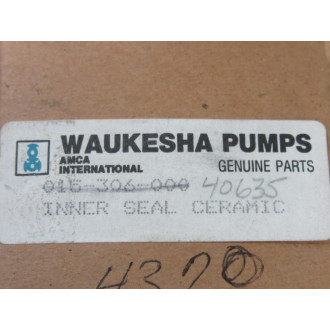 WAUKESHA PUMPS
AMCA
INTERNATIONAL
GENUINE PARTS
015-306-000 40635
INNER SEAL CERAMIC
4370